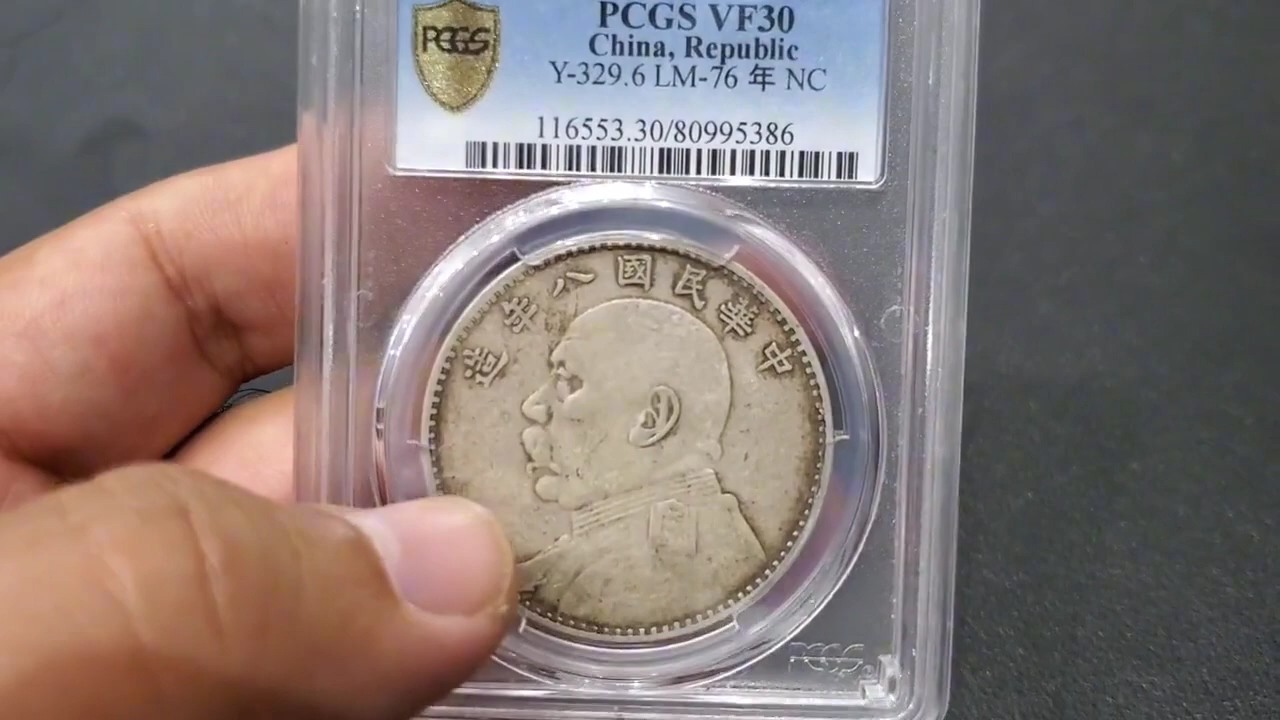 PCGS
PCGS VF30
China, Republic
Y-329.6 LM-76 年 NC
116553.30/80995386
造年八國民華中
PCGS